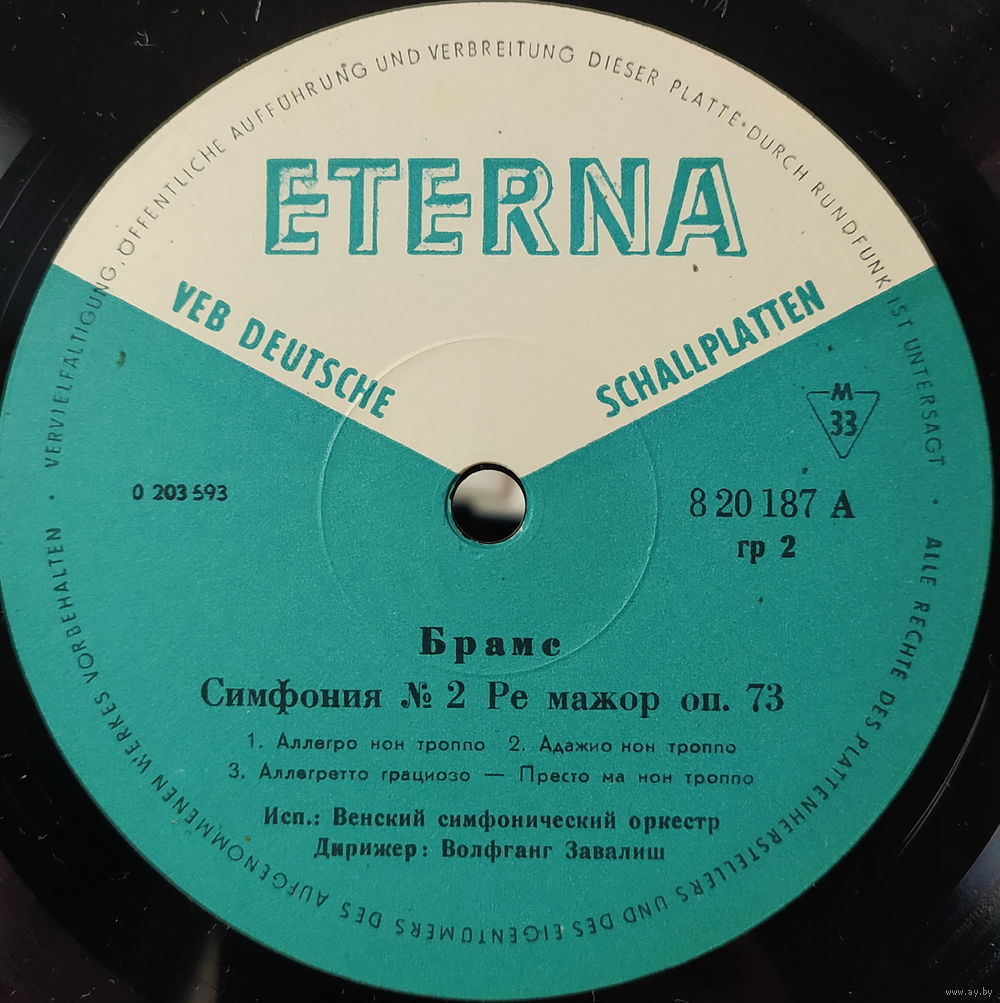 ETERNA
VEB DEUTSCHE SCHALLPLATTEN
M
33
0 203 593
8 20 187 A
гр 2
Брамс
Симфония № 2 Ре мажор оп. 73
1. Аллегро нон троппо 2. Адажио нон троппо
3. Аллегретто грациозо — Престо ма нон троппо
Исп.: Венский симфонический оркестр
Дирижер: Волфганг Завалиш
ALLE RECHTE DES PLATTENHERSTELLERS UND DES EIGENTÜMERS DES AUFGENOMMENEN WERKES VORBEHALTEN · VERVIELFÄLTIGUNG, ÖFFENTLICHE AUFFÜHRUNG UND VERBREITUNG DIESER PLATTE · DURCH RUNDFUNK IST UNTERSAGT ·
www.ay.by